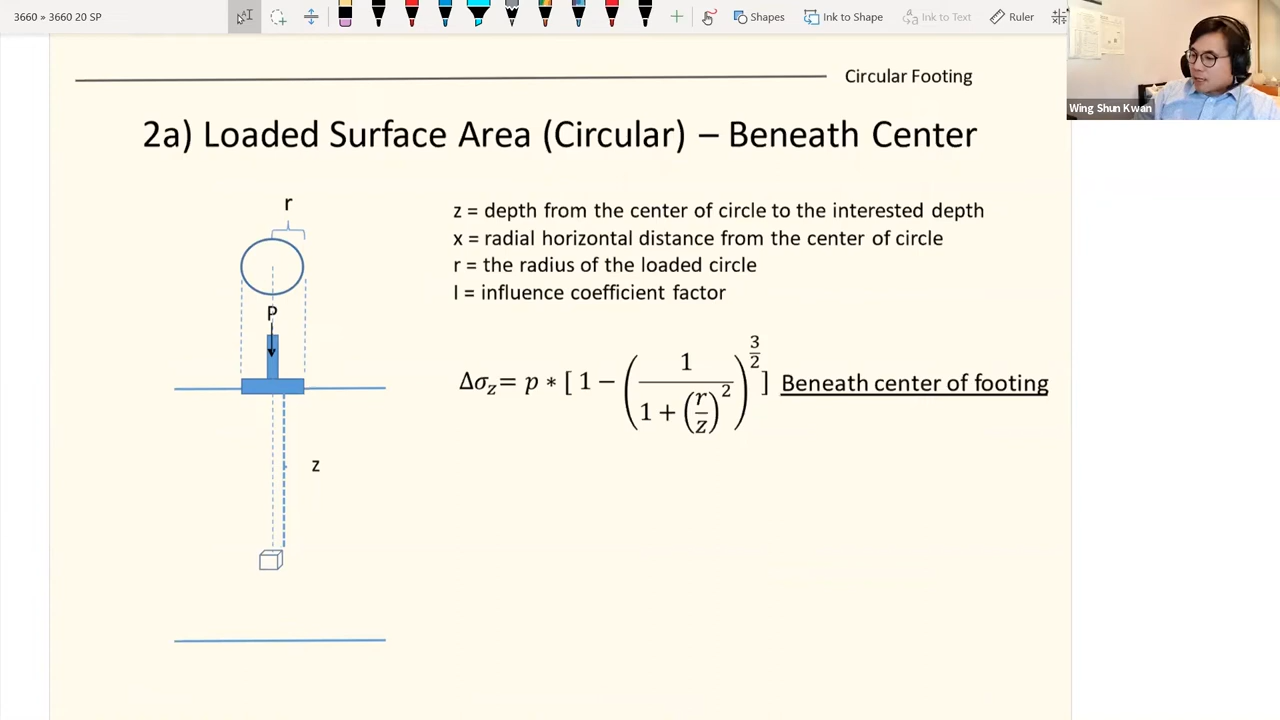 3660 » 3660 20 SP
Shapes
Ink to Shape
Ink to Text
Ruler
Wing Shun Kwan
Circular Footing
2a) Loaded Surface Area (Circular) – Beneath Center
r
P
z
z = depth from the center of circle to the interested depth
x = radial horizontal distance from the center of circle
r = the radius of the loaded circle
I = influence coefficient factor
Δσ_z = p * [ 1 − (1 / (1 + (r/z)^2))^(3/2) ] Beneath center of footing